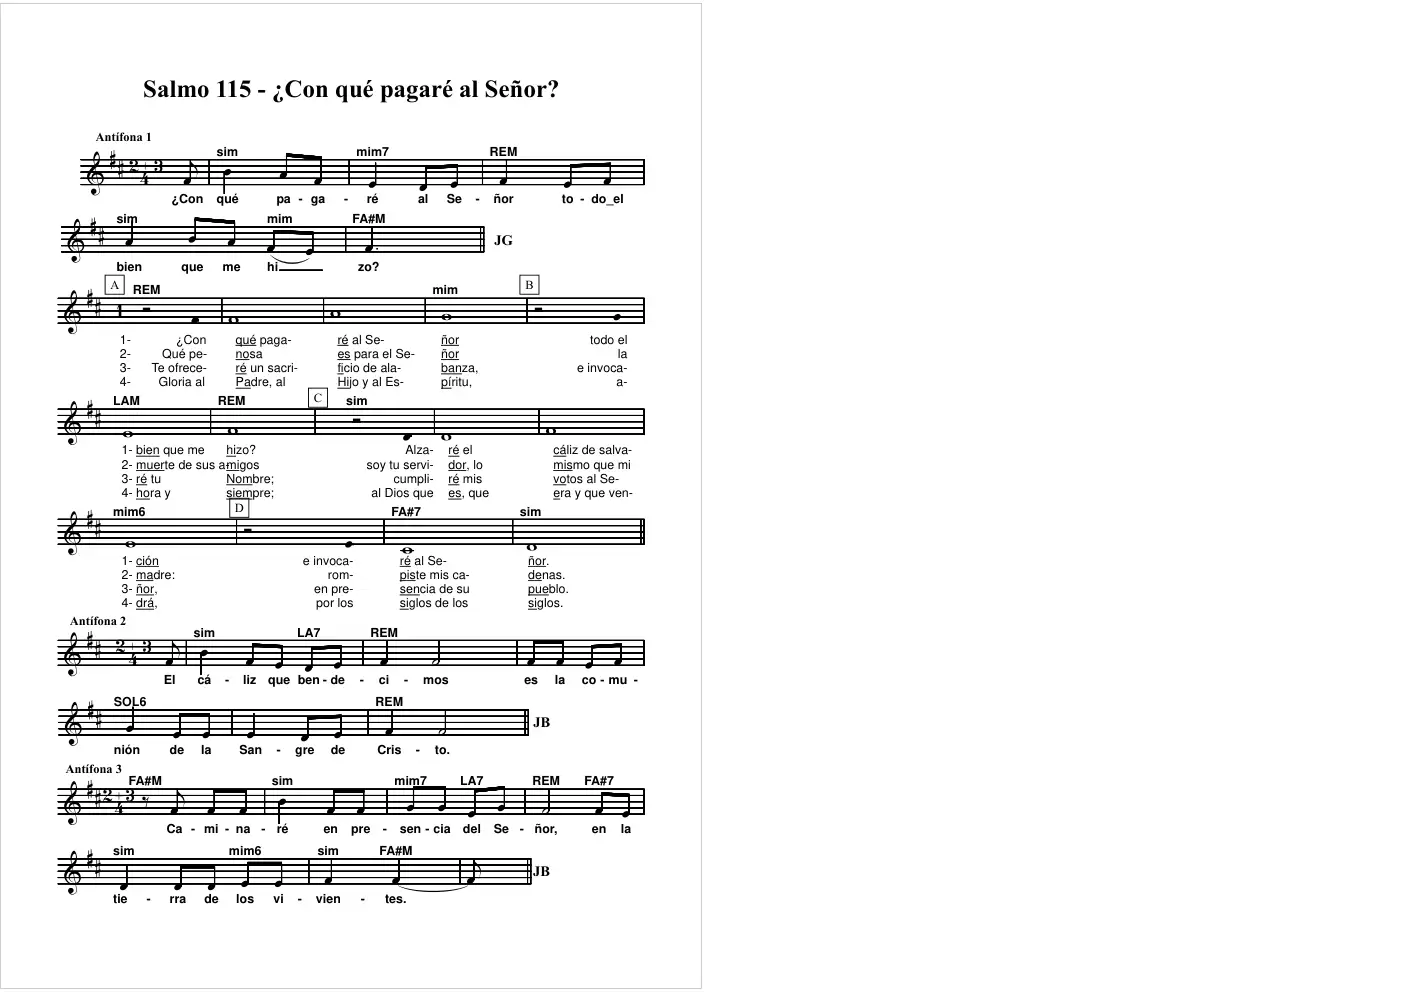 Salmo 115 - ¿Con qué pagaré al Señor?
Antífona 1
sim mim7 REM
2 + 3
4
¿Con qué pa - ga - ré al Se - ñor to - do_el
sim mim FA#M
JG
bien que me hi zo?
A REM mim B
1
1- ¿Con qué paga- ré al Se- ñor todo el
2- Qué pe- nosa es para el Se- ñor la
3- Te ofrece- ré un sacri- ficio de ala- banza, e invoca-
4- Gloria al Padre, al Hijo y al Es- píritu, a-
LAM REM C sim
1- bien que me hizo? Alza- ré el cáliz de salva-
2- muerte de sus a-migos soy tu servi- dor, lo mismo que mi
3- ré tu Nombre; cumpli- ré mis votos al Se-
4- hora y siempre; al Dios que es, que era y que ven-
mim6 D FA#7 sim
1- ción e invoca- ré al Se- ñor.
2- madre: rom- piste mis ca- denas.
3- ñor, en pre- sencia de su pueblo.
4- drá, por los siglos de los siglos.
Antífona 2
sim LA7 REM
2 + 3
4
El cá - liz que ben - de - ci - mos es la co - mu -
SOL6 REM
JB
nión de la San - gre de Cris - to.
Antífona 3
FA#M sim mim7 LA7 REM FA#7
2 + 3
4
Ca - mi - na - ré en pre - sen - cia del Se - ñor, en la
sim mim6 sim FA#M
JB
tie - rra de los vi - vien - tes.